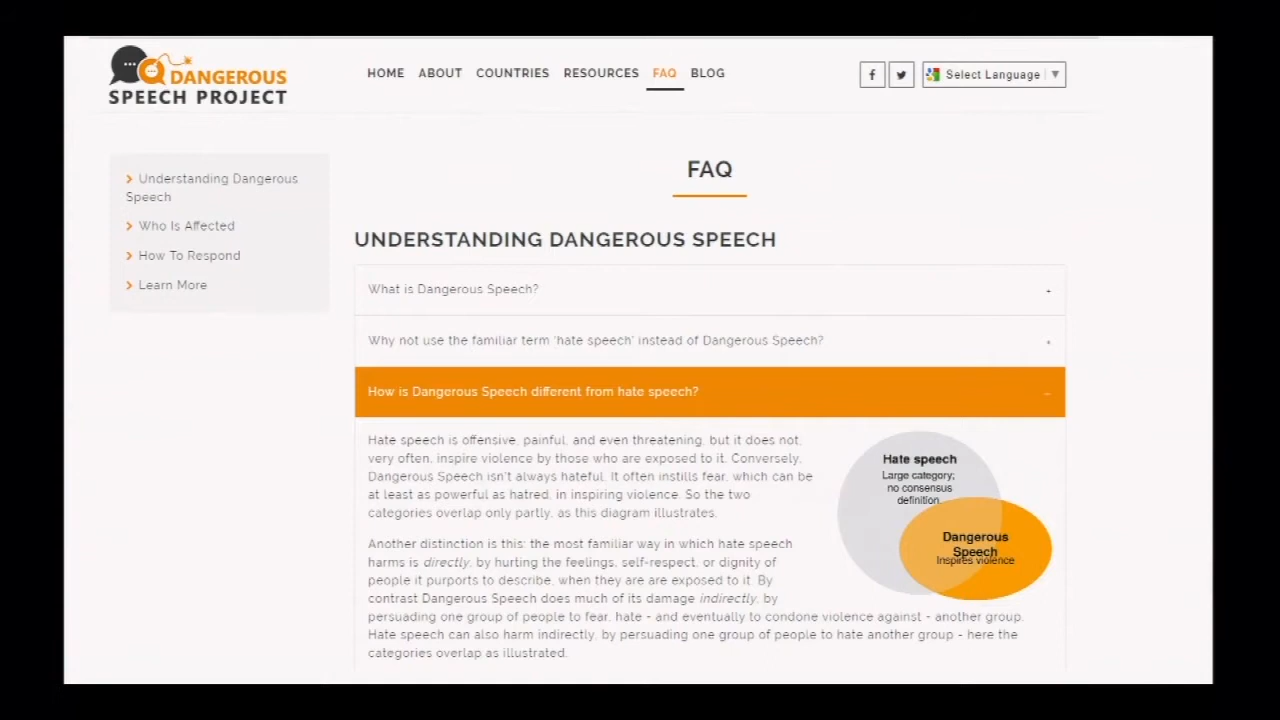 DANGEROUS
SPEECH PROJECT
HOME ABOUT COUNTRIES RESOURCES FAQ BLOG
Select Language
Understanding Dangerous
Speech
Who Is Affected
How To Respond
Learn More
FAQ
UNDERSTANDING DANGEROUS SPEECH
What is Dangerous Speech?
Why not use the familiar term 'hate speech' instead of Dangerous Speech?
How is Dangerous Speech different from hate speech?
Hate speech is offensive, painful, and even threatening, but it does not,
very often, inspire violence by those who are exposed to it. Conversely,
Dangerous Speech isn't always hateful. It often instills fear, which can be
at least as powerful as hatred, in inspiring violence. So the two
categories overlap only partly, as this diagram illustrates.
Another distinction is this: the most familiar way in which hate speech
harms is directly, by hurting the feelings, self-respect, or dignity of
people it purports to describe, when they are are exposed to it. By
contrast Dangerous Speech does much of its damage indirectly, by
persuading one group of people to fear, hate - and eventually to condone violence against - another group.
Hate speech can also harm indirectly, by persuading one group of people to hate another group - here the
categories overlap as illustrated.
Hate speech
Large category;
no consensus
definition.
Dangerous
Speech
Inspires violence